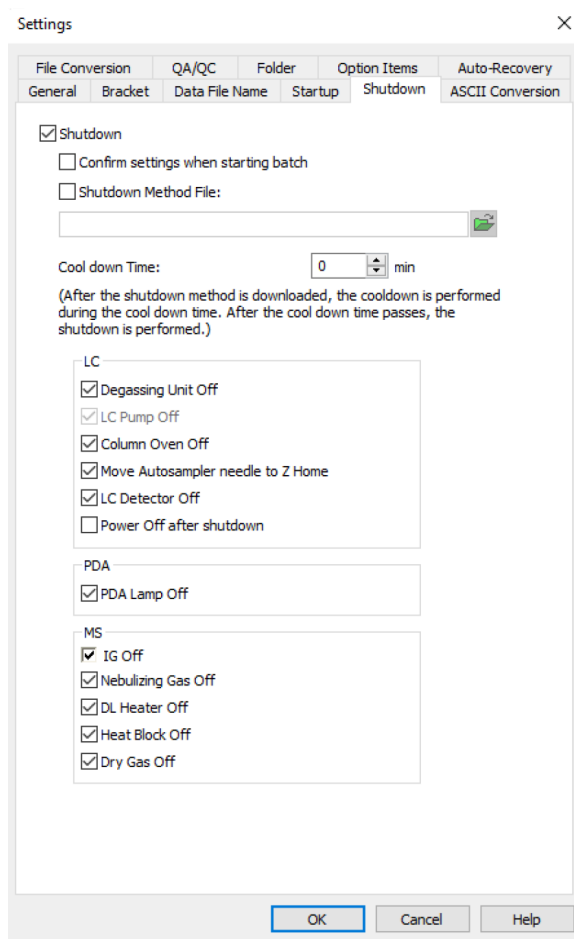 Settings
File Conversion QA/QC Folder Option Items Auto-Recovery
General Bracket Data File Name Startup Shutdown ASCII Conversion
Shutdown
Confirm settings when starting batch
Shutdown Method File:
Cool down Time: 0 min
(After the shutdown method is downloaded, the cooldown is performed
during the cool down time. After the cool down time passes, the
shutdown is performed.)
LC
Degassing Unit Off
LC Pump Off
Column Oven Off
Move Autosampler needle to Z Home
LC Detector Off
Power Off after shutdown
PDA
PDA Lamp Off
MS
IG Off
Nebulizing Gas Off
DL Heater Off
Heat Block Off
Dry Gas Off
OK Cancel Help